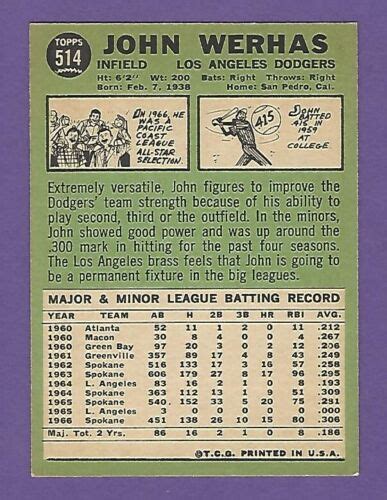 TOPPS
514
JOHN WERHAS
INFIELD LOS ANGELES DODGERS
Ht: 6'2" Wt: 200 Bats: Right Throws: Right
Born: Feb. 7, 1938 Home: San Pedro, Cal.
IN 1966, HE
WAS A
PACIFIC
COAST
LEAGUE
ALL-STAR
SELECTION.
415
JOHN
BATTED
.415 IN
1959
AT
COLLEGE.
Extremely versatile, John figures to improve the
Dodgers' team strength because of his ability
to play second, third or the outfield. In the minors,
John showed good power and was up around the
.300 mark in hitting for the past four seasons.
The Los Angeles brass feels that John is going to
be a permanent fixture in the big leagues.
MAJOR & MINOR LEAGUE BATTING RECORD
YEAR TEAM AB H 2B 3B HR RBI AVG.
1960 Atlanta 52 11 1 0 0 11 .212
1960 Macon 30 8 0 0 0 4 .267
1960 Green Bay 97 20 3 0 2 12 .206
1961 Greenville 357 89 17 4 8 43 .249
1962 Spokane 516 133 17 3 16 57 .258
1963 Spokane 606 179 27 8 17 96 .295
1964 L. Angeles 83 16 2 1 0 8 .193
1964 Spokane 364 112 13 2 9 51 .308
1965 Spokane 540 152 33 5 20 75 .281
1965 L. Angeles 3 0 0 0 0 0 .000
1966 Spokane 451 138 26 10 15 80 .306
Maj. Tot. 2 Yrs. 86 16 2 1 0 8 .186
©T.C.G. PRINTED IN U.S.A.